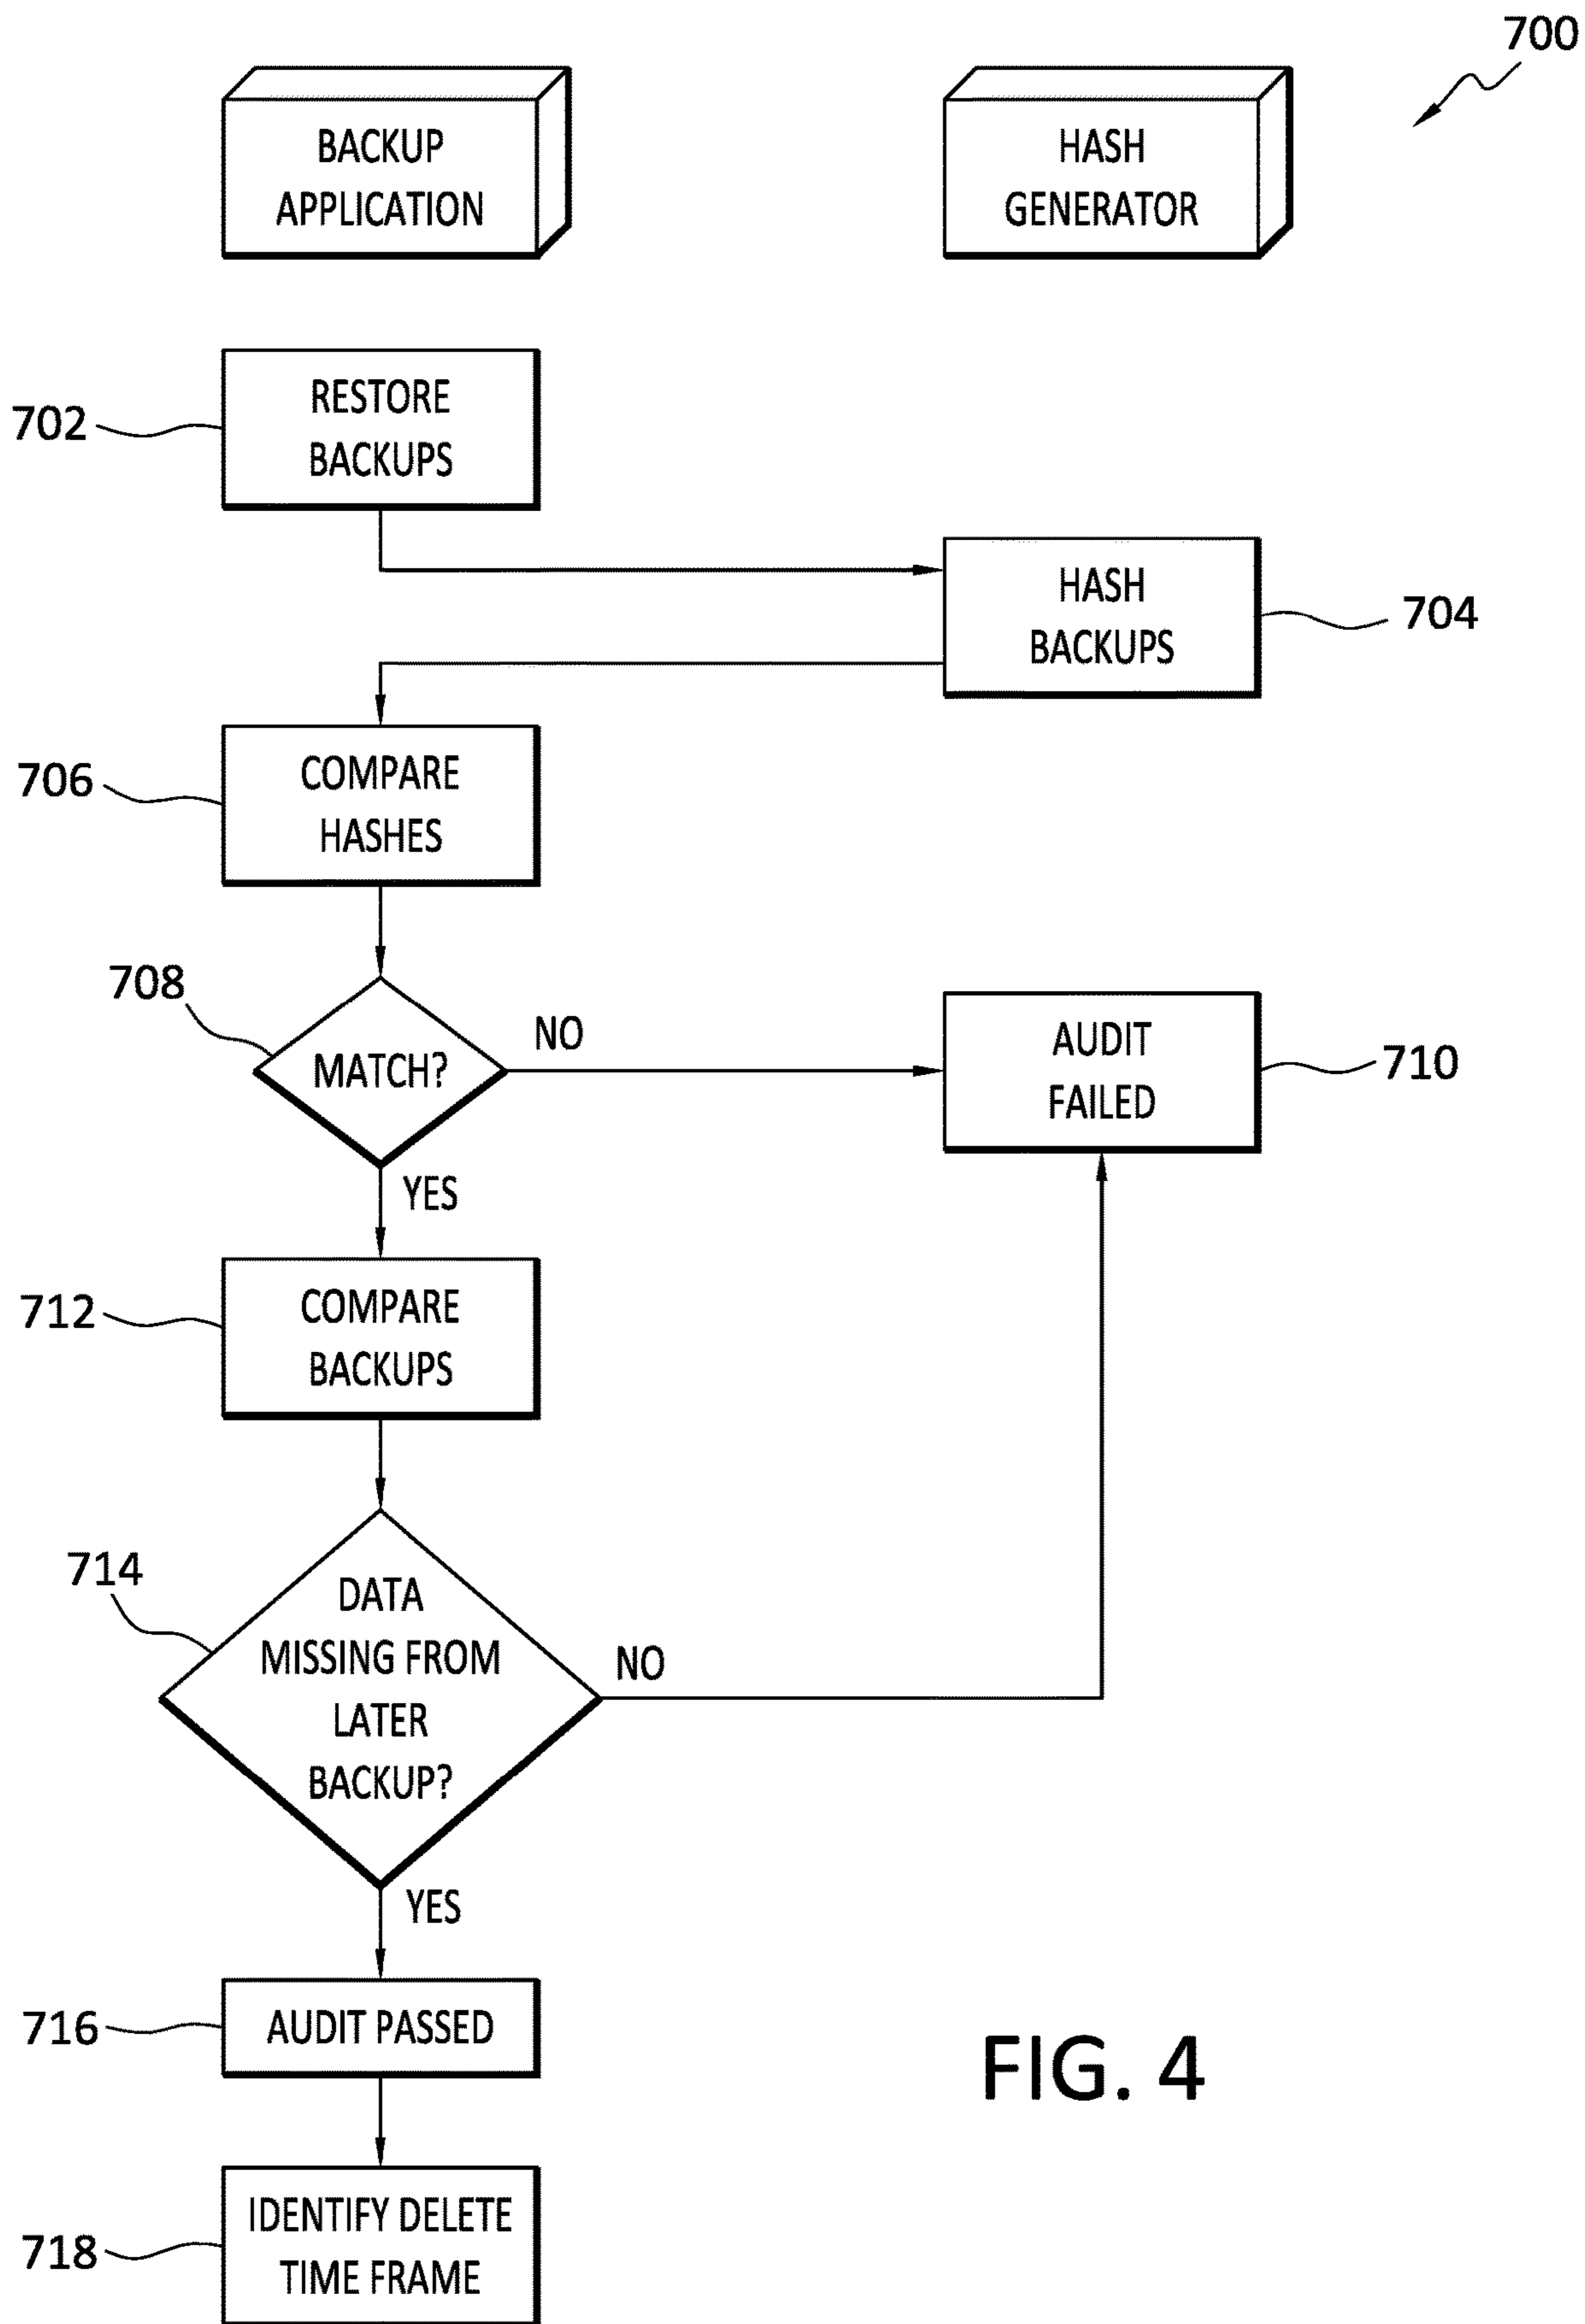 700
BACKUP
APPLICATION
HASH
GENERATOR
702
RESTORE
BACKUPS
HASH
BACKUPS
704
706
COMPARE
HASHES
708
MATCH?
NO
AUDIT
FAILED
710
YES
712
COMPARE
BACKUPS
714
DATA
MISSING FROM
LATER
BACKUP?
NO
YES
716
AUDIT PASSED
718
IDENTIFY DELETE
TIME FRAME
FIG. 4